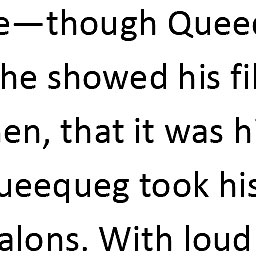 e—though Quee
he showed his fil
en, that it was h
ueequeg took his
alons. With loud